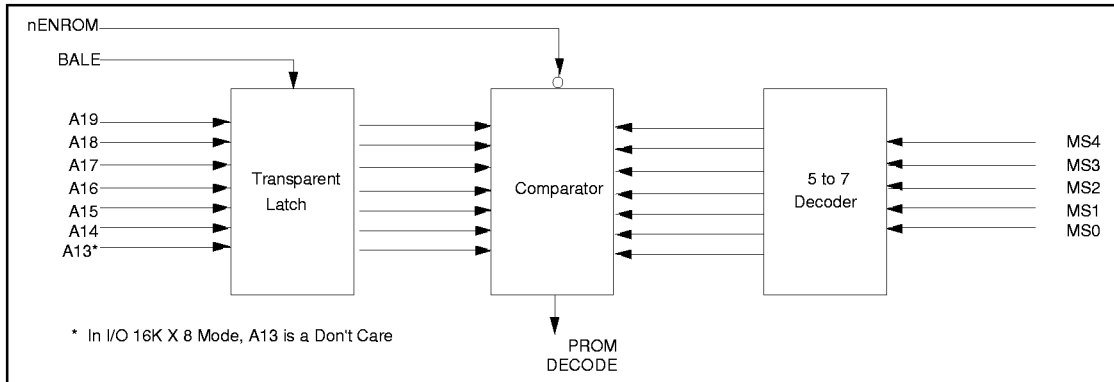 nENROM
BALE
A19
A18
A17
A16
A15
A14
A13*
Transparent
Latch
Comparator
5 to 7
Decoder
MS4
MS3
MS2
MS1
MS0
* In I/O 16K X 8 Mode, A13 is a Don't Care
PROM
DECODE